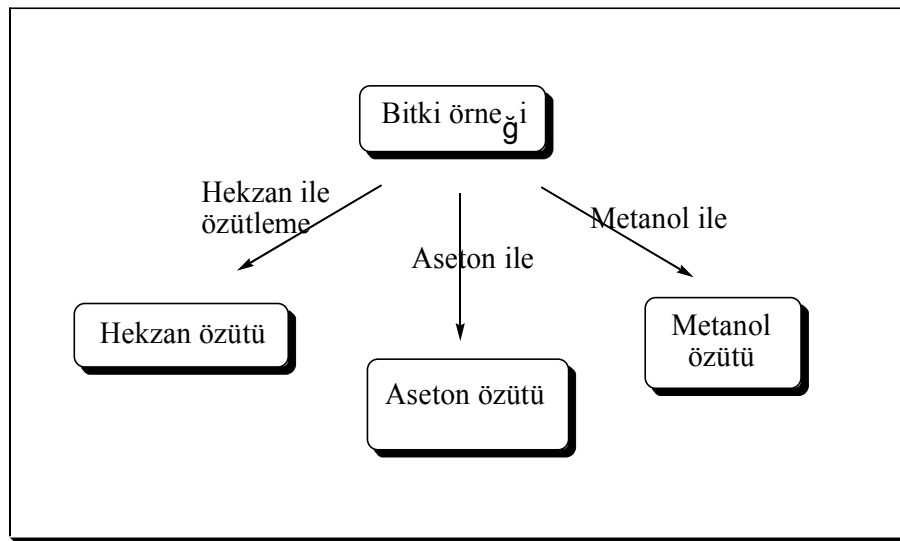 Bitki örneği
Hekzan ile
özütleme
Metanol ile
Aseton ile
Hekzan özütü
Metanol
özütü
Aseton özütü